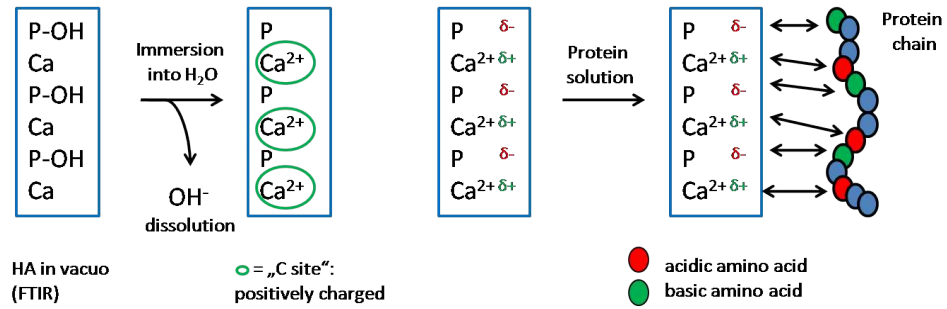 P-OH
Ca
P-OH
Ca
P-OH
Ca
Immersion
into H₂O
OH⁻
dissolution
P
Ca²⁺
P
Ca²⁺
P
Ca²⁺
P δ-
Ca²⁺ δ+
P δ-
Ca²⁺ δ+
P δ-
Ca²⁺ δ+
Protein
solution
P δ-
Ca²⁺ δ+
P δ-
Ca²⁺ δ+
P δ-
Ca²⁺ δ+
Protein
chain
HA in vacuo
(FTIR)
= „C site“:
positively charged
acidic amino acid
basic amino acid